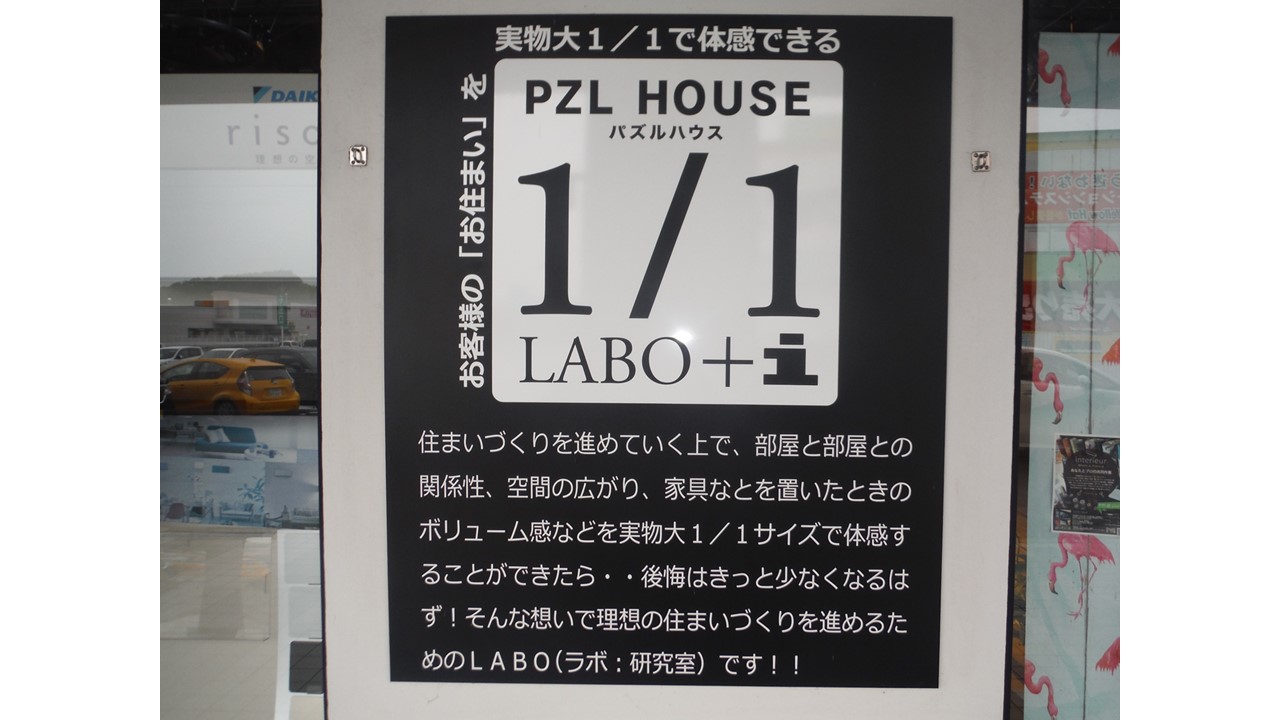 お客様の「お住まい」を
実物大１／１で体感できる
PZL HOUSE
パズルハウス
1/1
LABO+i
住まいづくりを進めていく上で、部屋と部屋との
関係性、空間の広がり、家具なとを置いたときの
ボリューム感などを実物大１／１サイズで体感す
ることができたら・・後悔はきっと少なくなるは
ず！そんな想いで理想の住まいづくりを進めるた
めのＬＡＢＯ（ラボ：研究室）です！！
DAIK
riso
理想の空
interieur